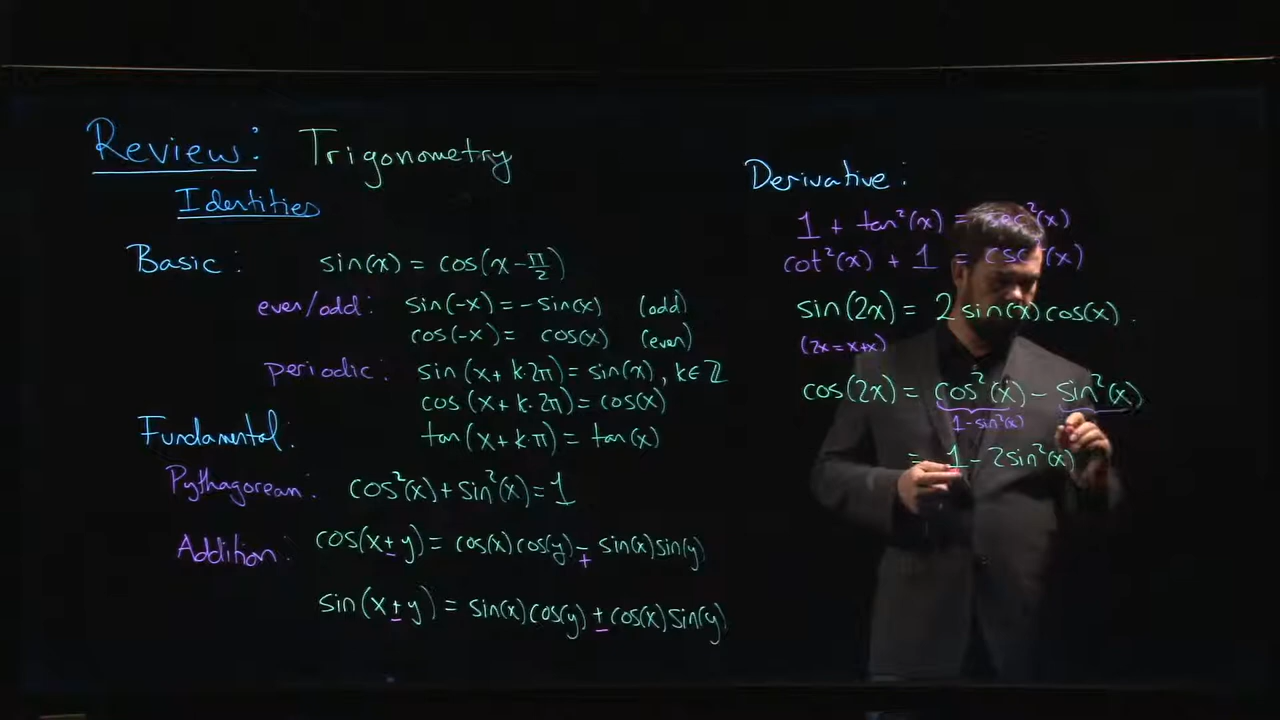 Review: Trigonometry
Identities
Basic: sin(x) = cos(x - π/2)
even/odd: sin(-x) = -sin(x) (odd)
cos(-x) = cos(x) (even)
periodic: sin(x + k·2π) = sin(x), k∈ℤ
cos(x + k·2π) = cos(x)
Fundamental: tan(x + k·π) = tan(x)
Pythagorean: cos²(x) + sin²(x) = 1
Addition: cos(x ± y) = cos(x)cos(y) ∓ sin(x)sin(y)
sin(x ± y) = sin(x)cos(y) ± cos(x)sin(y)
Derivative:
1 + tan²(x) = sec²(x)
cot²(x) + 1 = csc²(x)
sin(2x) = 2 sin(x) cos(x).
(2x = x+x)
cos(2x) = cos²(x) - sin²(x)
1 - sin²(x)
= 1 - 2sin²(x)